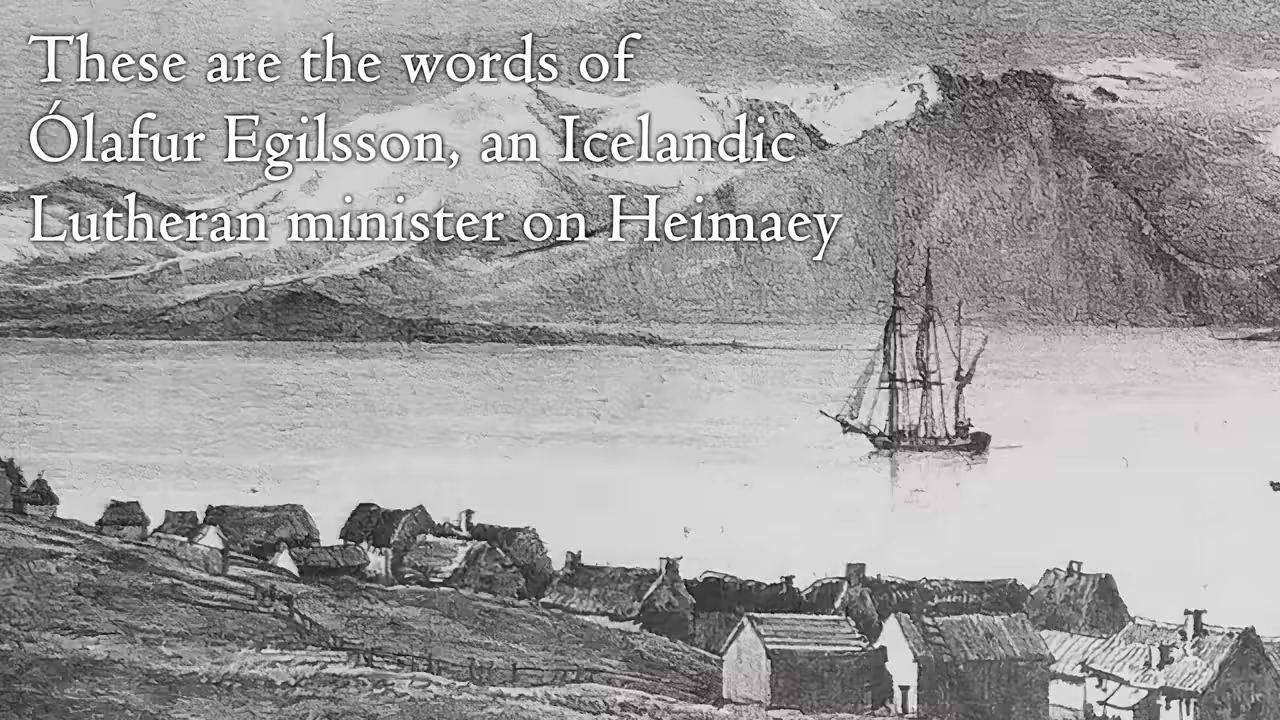 These are the words of
Ólafur Egilsson, an Icelandic
Lutheran minister on Heimaey